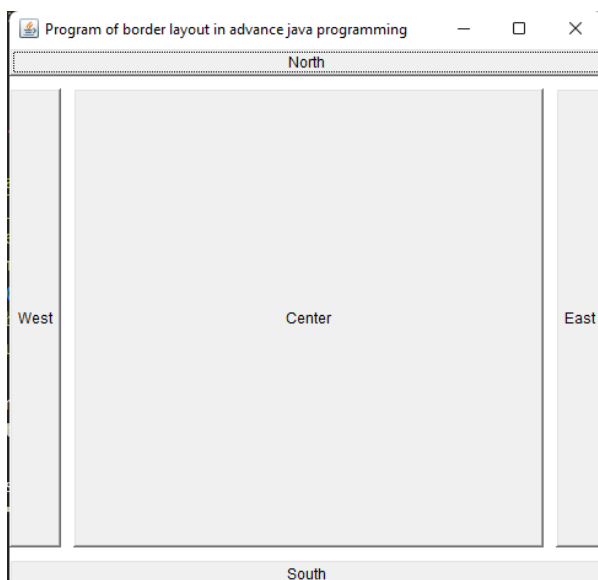 Program of border layout in advance java programming
North
West Center East
South